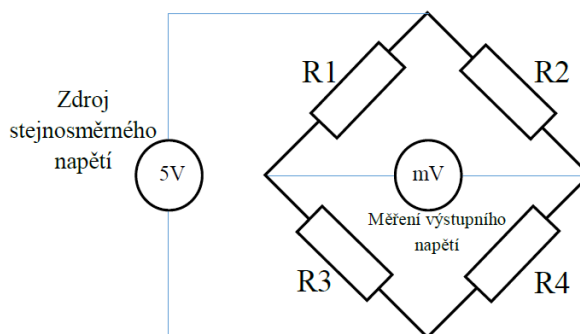 R1
R2
Zdroj
stejnosměrného
napětí
5V
mV
Měření výstupního
napětí
R3
R4